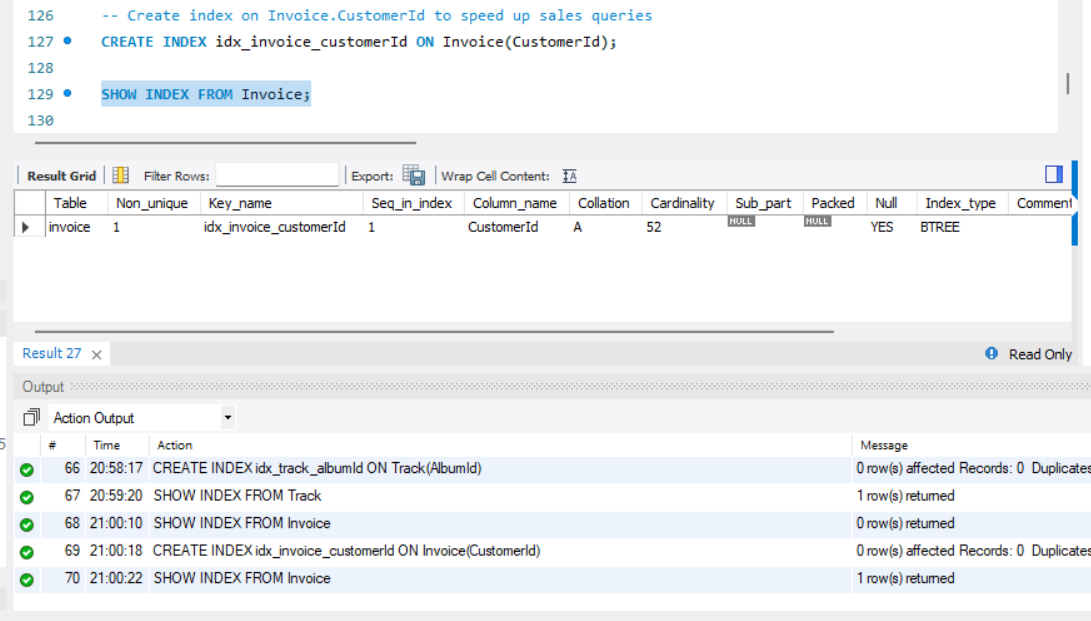 126 -- Create index on Invoice.CustomerId to speed up sales queries
127 CREATE INDEX idx_invoice_customerId ON Invoice(CustomerId);
128
129 SHOW INDEX FROM Invoice;
130
Result Grid Filter Rows: Export: Wrap Cell Content: IA
Table Non_unique Key_name Seq_in_index Column_name Collation Cardinality Sub_part Packed Null Index_type Comment
invoice 1 idx_invoice_customerId 1 CustomerId A 52 NULL NULL YES BTREE
Result 27 Read Only
Output
Action Output
5
# Time Action Message
66 20:58:17 CREATE INDEX idx_track_albumId ON Track(AlbumId) 0 row(s) affected Records: 0 Duplicates
67 20:59:20 SHOW INDEX FROM Track 1 row(s) returned
68 21:00:10 SHOW INDEX FROM Invoice 0 row(s) returned
69 21:00:18 CREATE INDEX idx_invoice_customerId ON Invoice(CustomerId) 0 row(s) affected Records: 0 Duplicates
70 21:00:22 SHOW INDEX FROM Invoice 1 row(s) returned